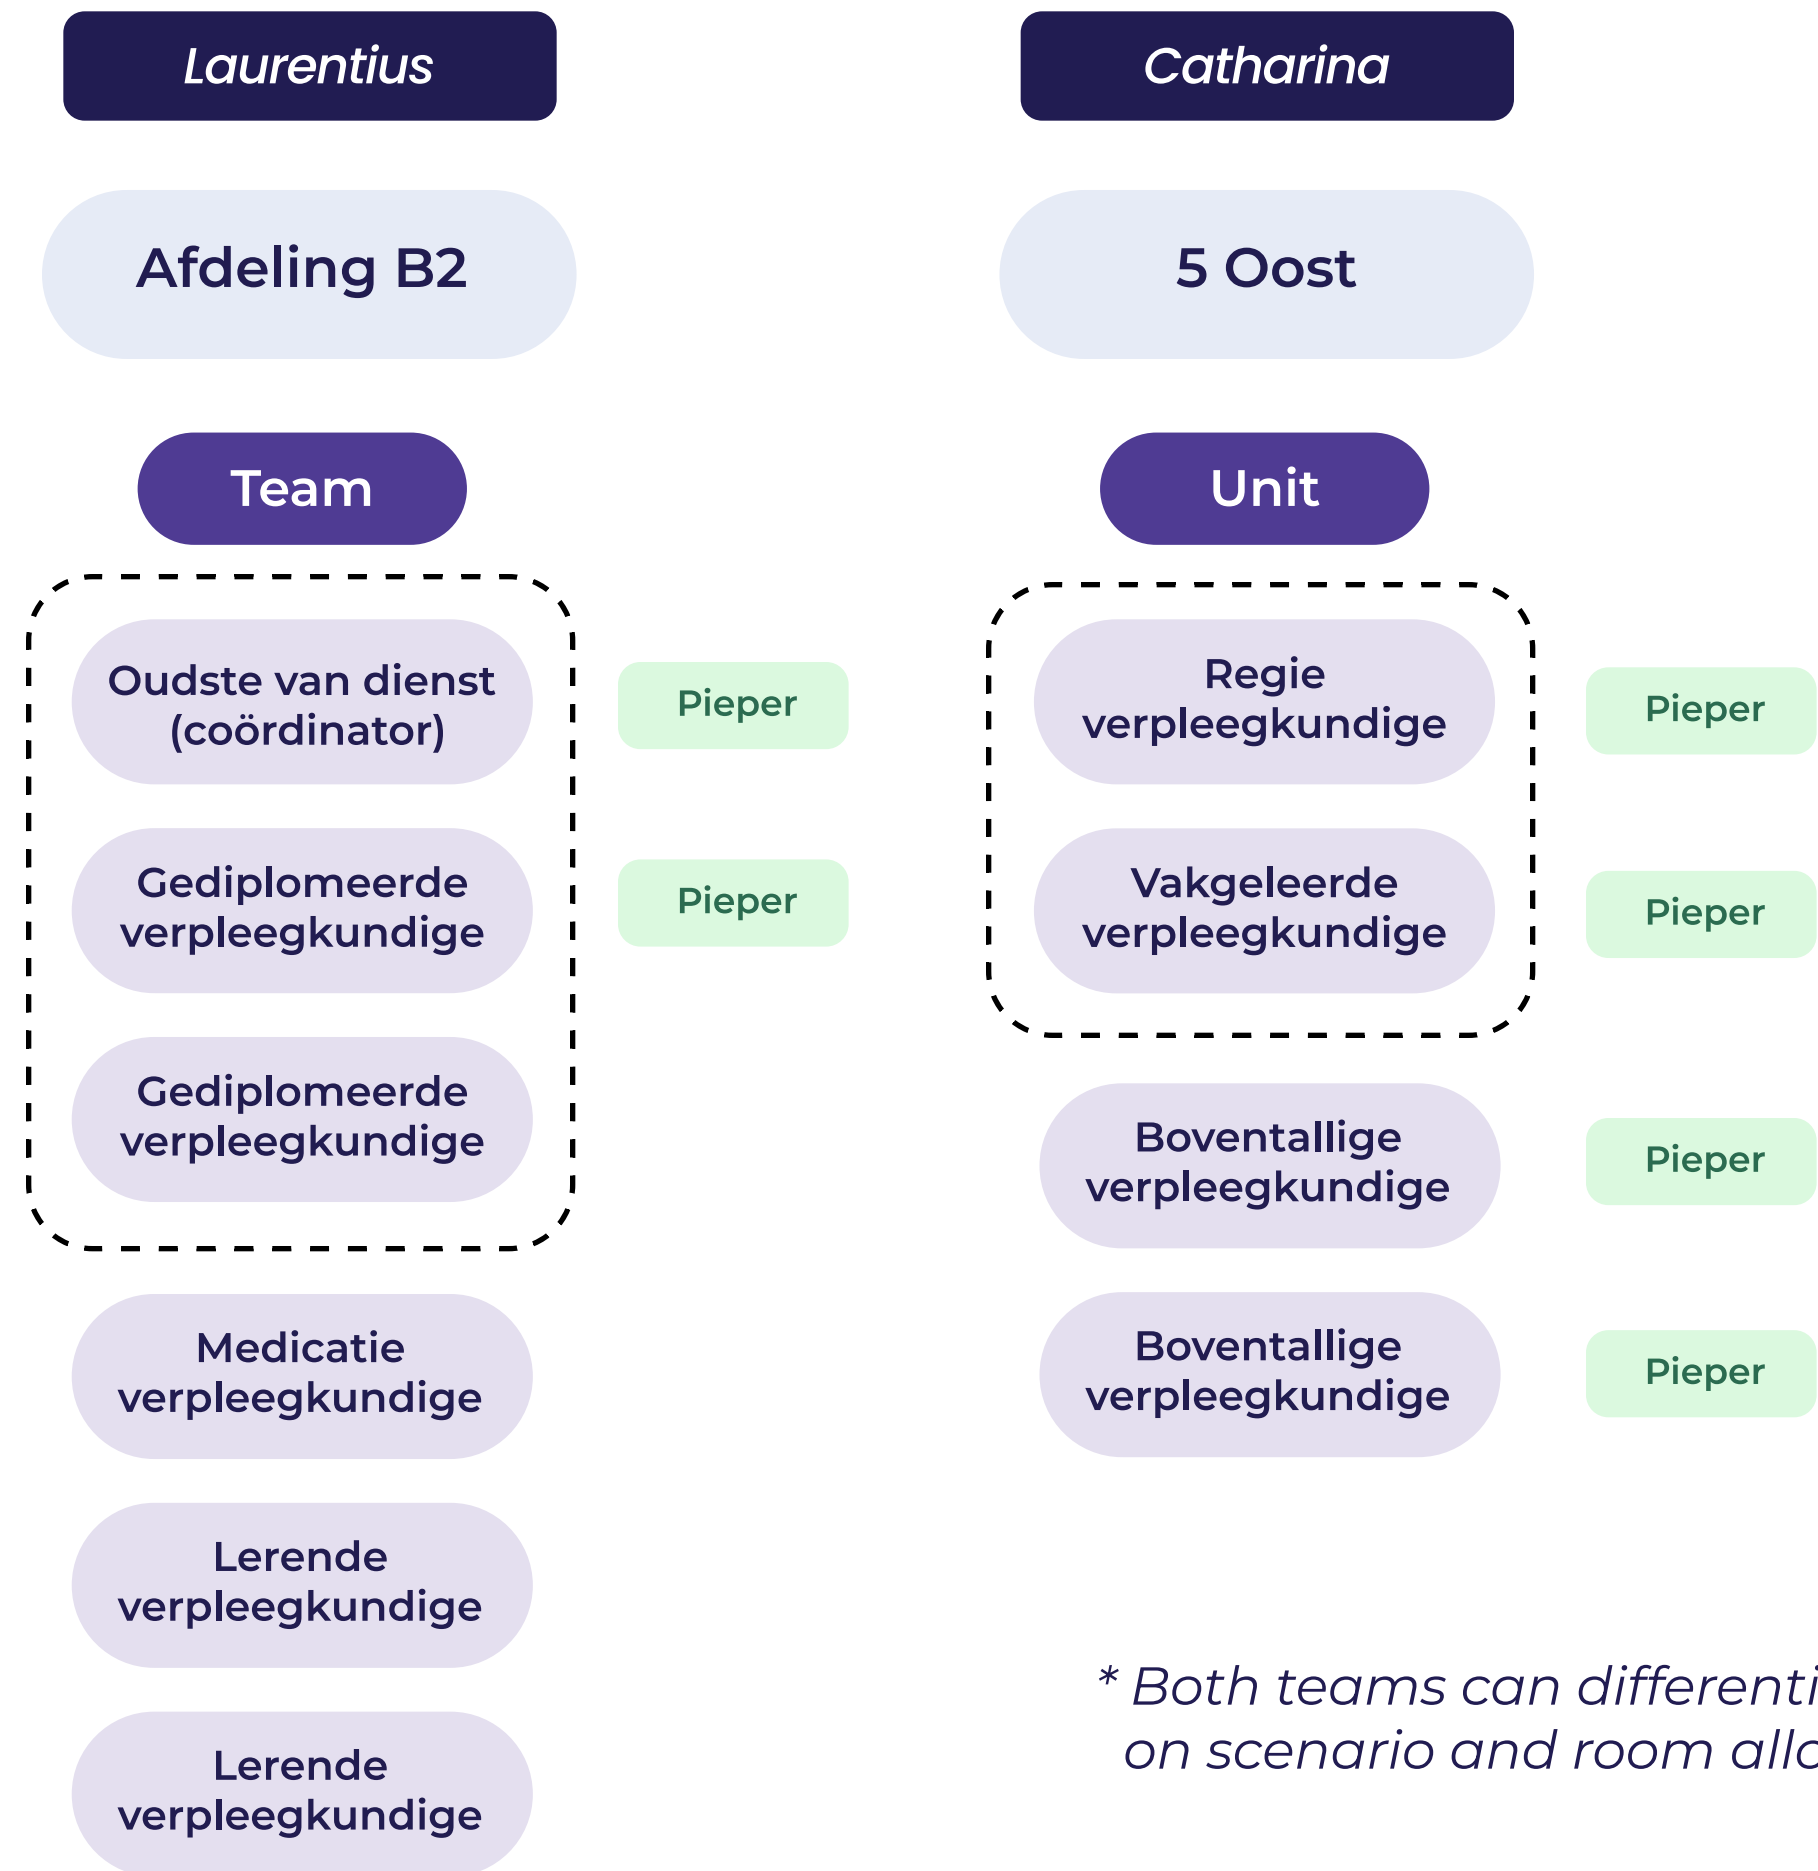 Laurentius
Afdeling B2
Team
Oudste van dienst
(coördinator)
Pieper
Gediplomeerde
verpleegkundige
Pieper
Gediplomeerde
verpleegkundige
Medicatie
verpleegkundige
Lerende
verpleegkundige
Lerende
verpleegkundige
Catharina
5 Oost
Unit
Regie
verpleegkundige
Pieper
Vakgeleerde
verpleegkundige
Pieper
Boventallige
verpleegkundige
Pieper
Boventallige
verpleegkundige
Pieper
* Both teams can differenti
on scenario and room allo